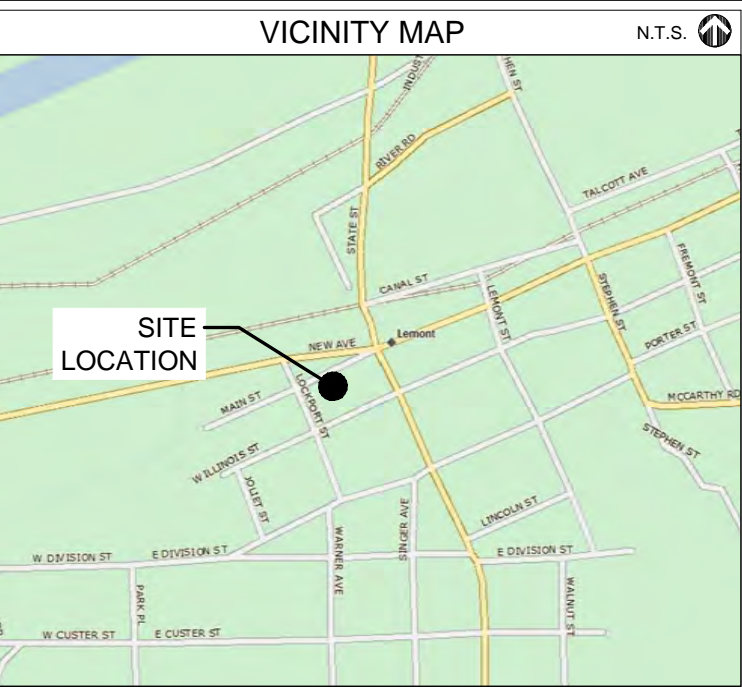 VICINITY MAP
N.T.S.
INDUST
HEN ST
RIVER RD
TALCOTT AVE
STATE ST
CANAL ST
LEMONT ST
STEPHEN ST
FREMONT ST
SITE
LOCATION
NEW AVE
Lemont
PORTER ST
MAIN ST
LOCKPORT ST
MCCARTHY RD
W ILLINOIS ST
STEPHEN ST
JOLIET ST
LINCOLN ST
WARNER AVE
SINGER AVE
W DIVISION ST
E DIVISION ST
E DIVISION ST
PARK PL
WALNUT ST
W CUSTER ST
E CUSTER ST